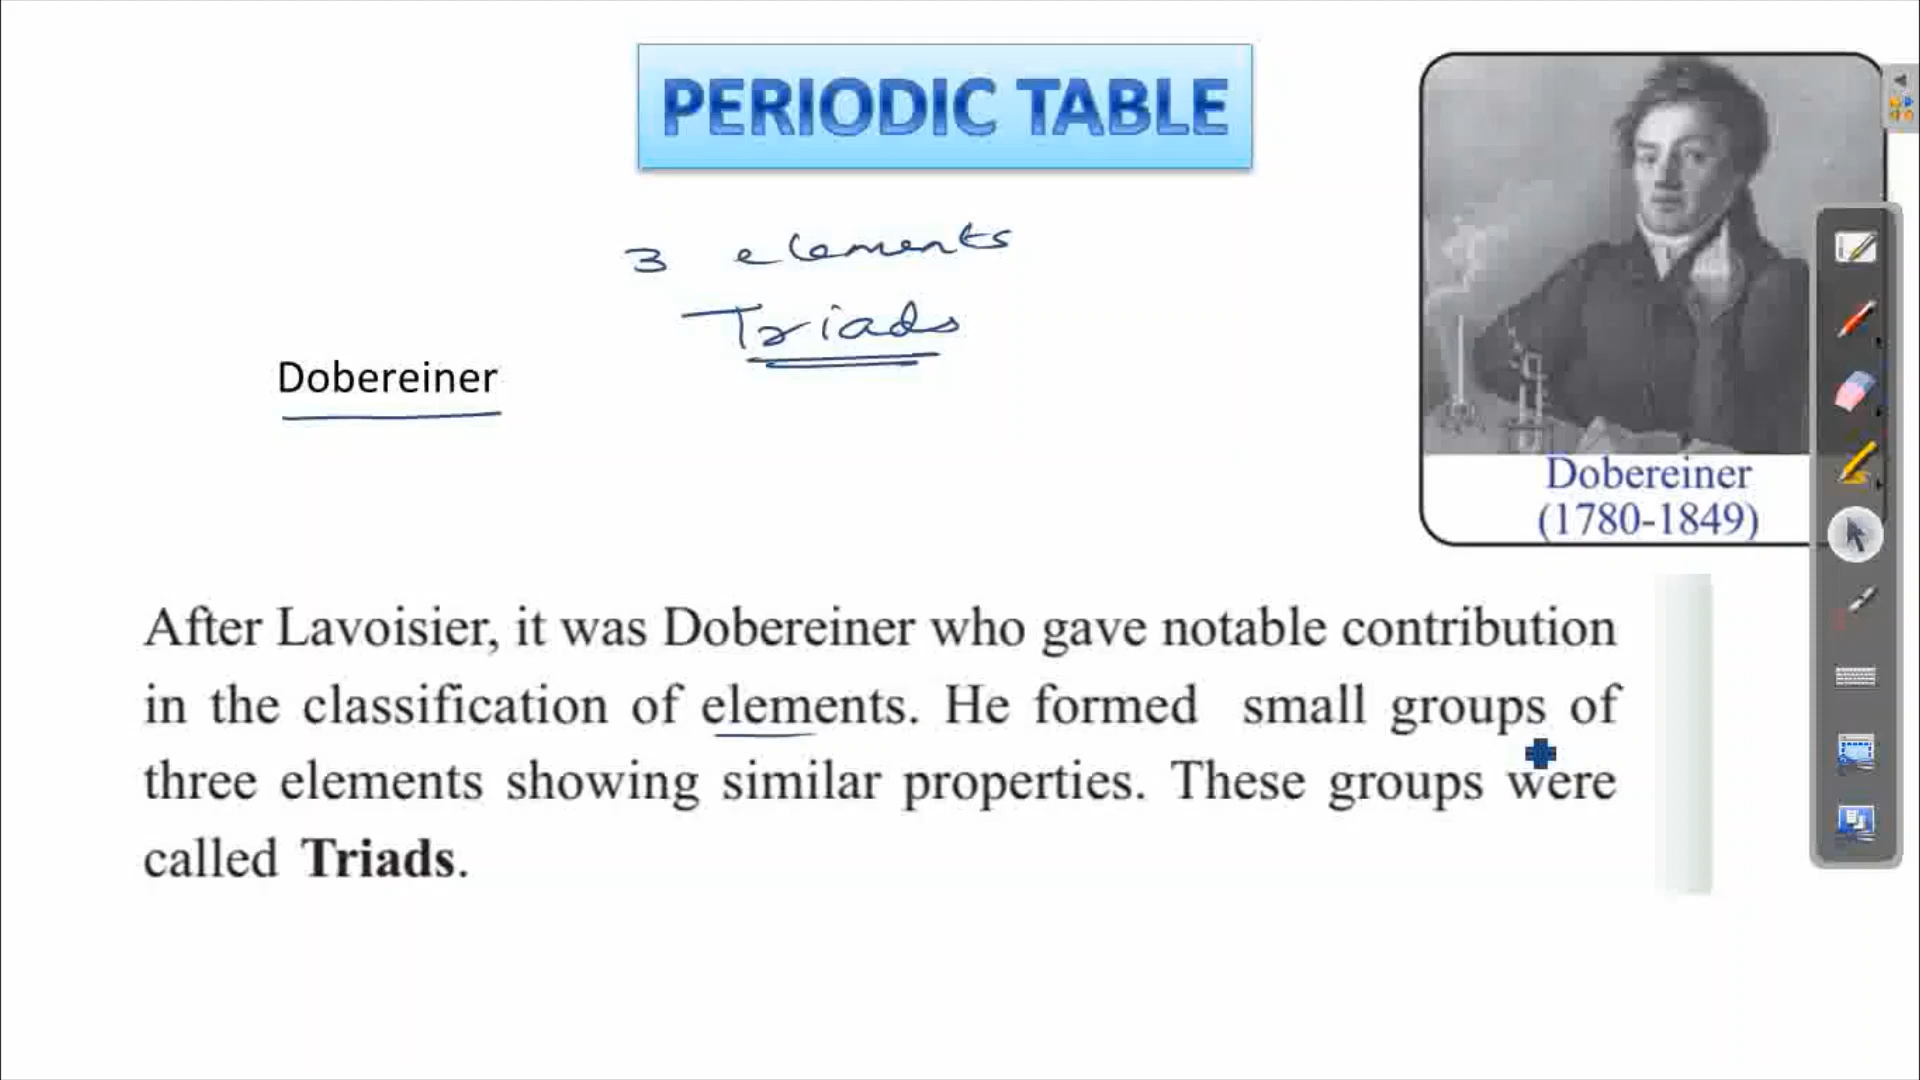 PERIODIC TABLE
3 elements
Triads
Dobereiner
Dobereiner
(1780-1849)
After Lavoisier, it was Dobereiner who gave notable contribution
in the classification of elements. He formed small groups of
three elements showing similar properties. These groups were
called Triads.